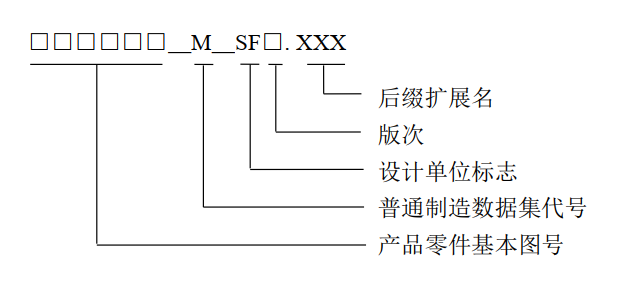 □□□□□□__M__SF□.XXX
后缀扩展名
版次
设计单位标志
普通制造数据集代号
产品零件基本图号